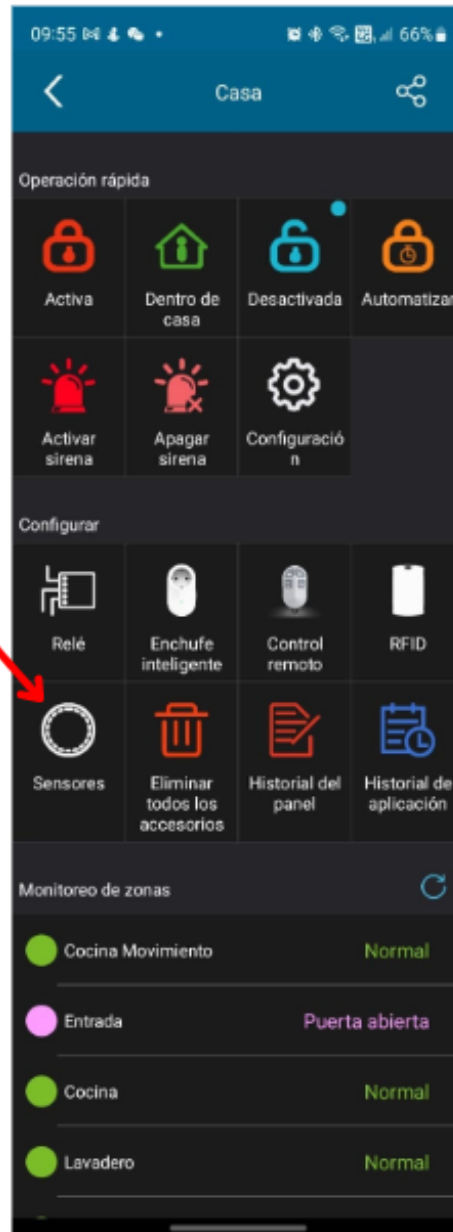 09:55
66%
Casa
Operación rápida
Activa
Dentro de
casa
Desactivada
Automatizar
Activar
sirena
Apagar
sirena
Configuració
n
Configurar
Relé
Enchufe
inteligente
Control
remoto
RFID
Sensores
Eliminar
todos los
accesorios
Historial del
panel
Historial de
aplicación
Monitoreo de zonas
Cocina Movimiento Normal
Entrada Puerta abierta
Cocina Normal
Lavadero Normal